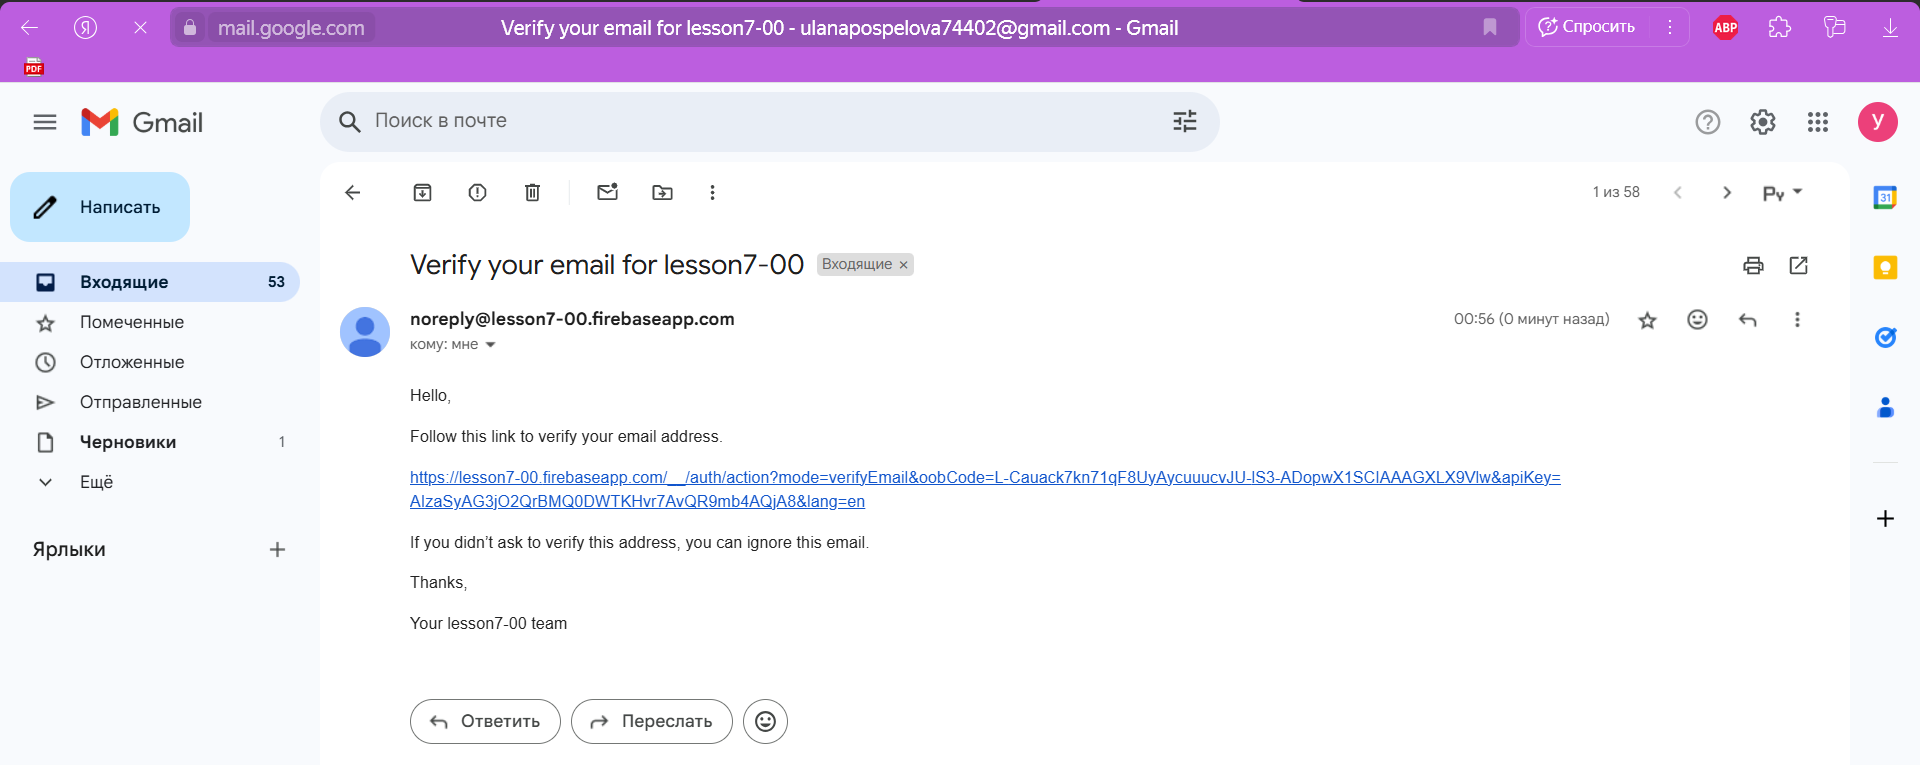 Я
mail.google.com
Verify your email for lesson7-00 - ulanapospelova74402@gmail.com - Gmail
Спросить
ABP
PDF
Gmail
Поиск в почте
У
Написать
1 из 58
Ру
31
Verify your email for lesson7-00
Входящие ×
Входящие 53
Помеченные
Отложенные
Отправленные
Черновики 1
Ещё
Ярлыки
noreply@lesson7-00.firebaseapp.com
00:56 (0 минут назад)
кому: мне
Hello,
Follow this link to verify your email address.
https://lesson7-00.firebaseapp.com/__/auth/action?mode=verifyEmail&oobCode=L-Cauack7kn71qF8UyAycuuucvJU-lS3-ADopwX1SCIAAAGXLX9Vlw&apiKey=
AIzaSyAG3jO2QrBMQ0DWTKHvr7AvQR9mb4AQjA8&lang=en
If you didn’t ask to verify this address, you can ignore this email.
Thanks,
Your lesson7-00 team
Ответить
Переслать